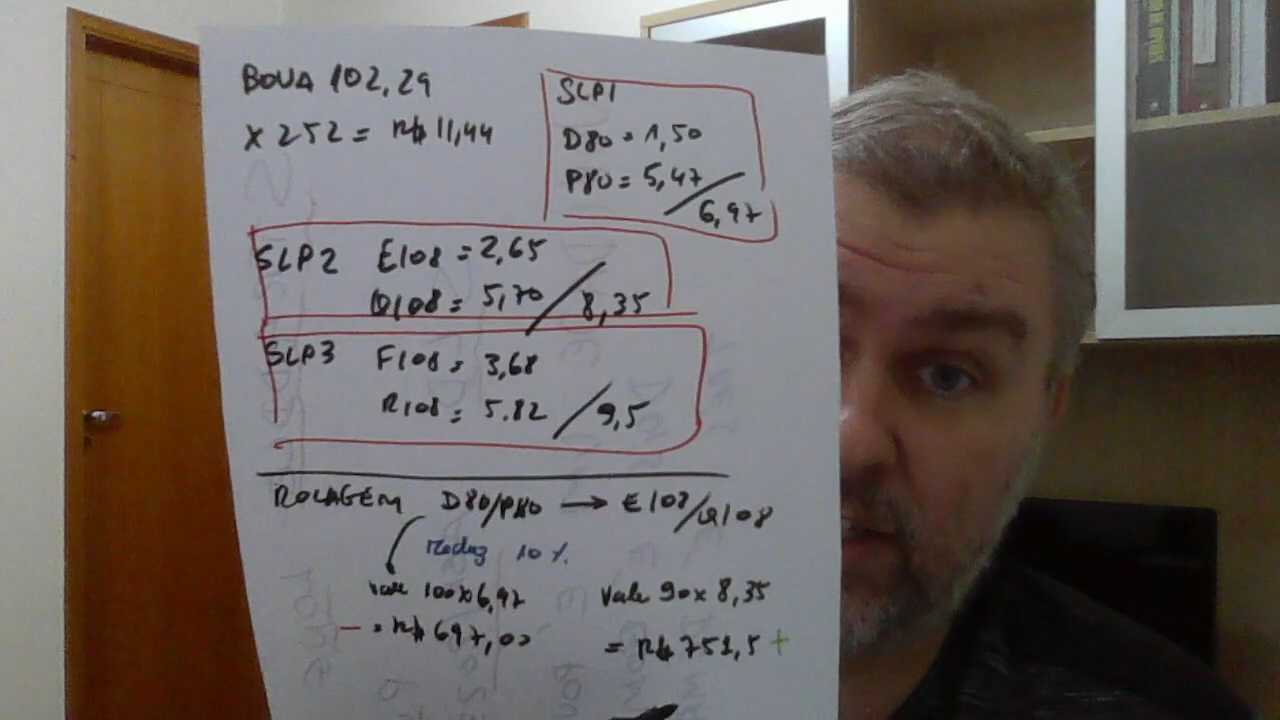 BOVA 102,29
X 252 = R$ 11,44
SLP1
D80 = 1,50
P80 = 5,47
6,97
SLP2 E108 = 2,65
Q108 = 5,70 / 8,35
SLP3 F108 = 3,68
R108 = 5.82 / 9,5
ROLAGEM D80/P80 → E108/Q108
Reduz 10%
Vale 100x6,97
- = R$ 697,00
Vale 90x 8,35
= R$ 751,5 +